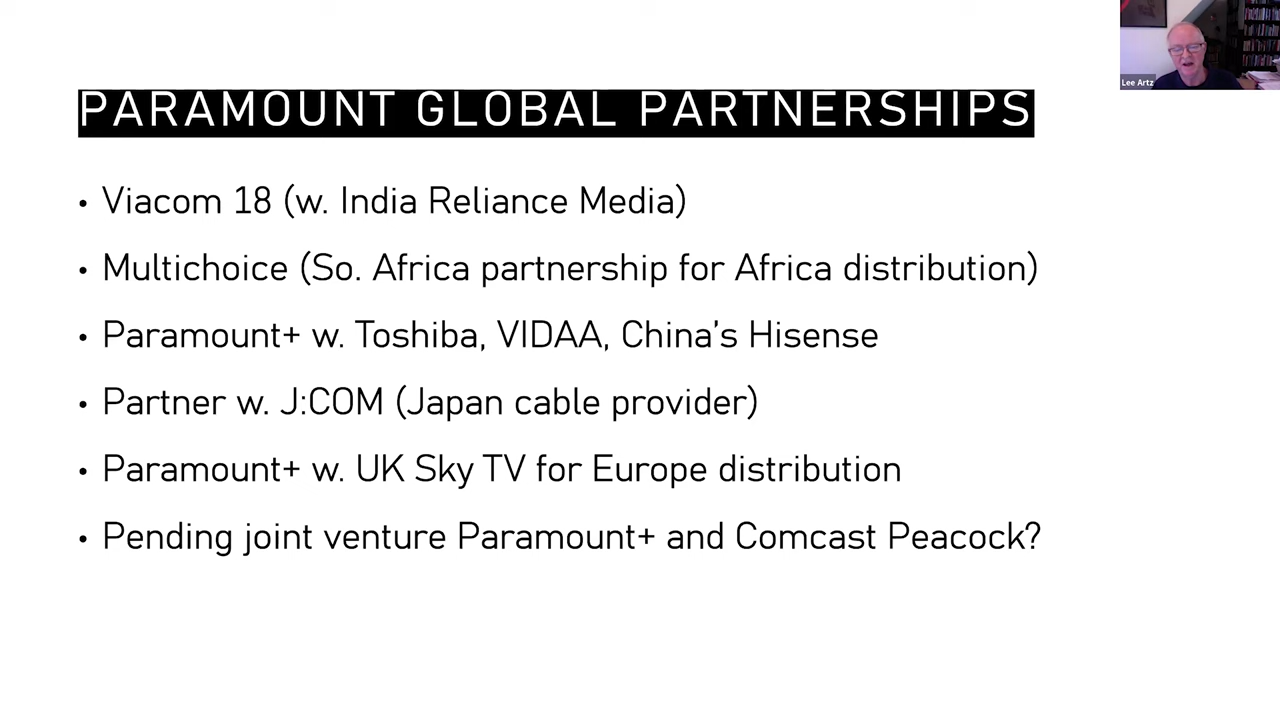 Lee Artz
PARAMOUNT GLOBAL PARTNERSHIPS
• Viacom 18 (w. India Reliance Media)
• Multichoice (So. Africa partnership for Africa distribution)
• Paramount+ w. Toshiba, VIDAA, China’s Hisense
• Partner w. J:COM (Japan cable provider)
• Paramount+ w. UK Sky TV for Europe distribution
• Pending joint venture Paramount+ and Comcast Peacock?